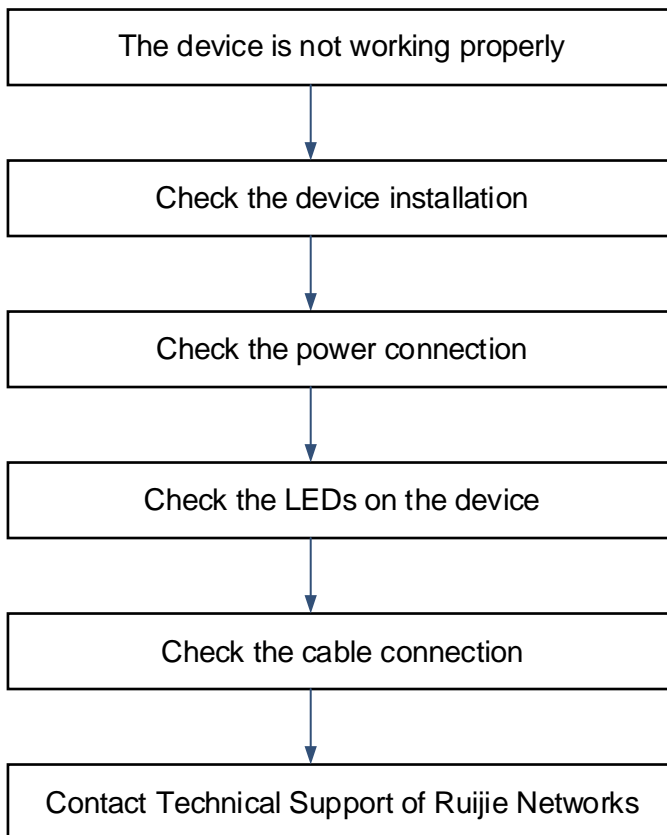 The device is not working properly
Check the device installation
Check the power connection
Check the LEDs on the device
Check the cable connection
Contact Technical Support of Ruijie Networks